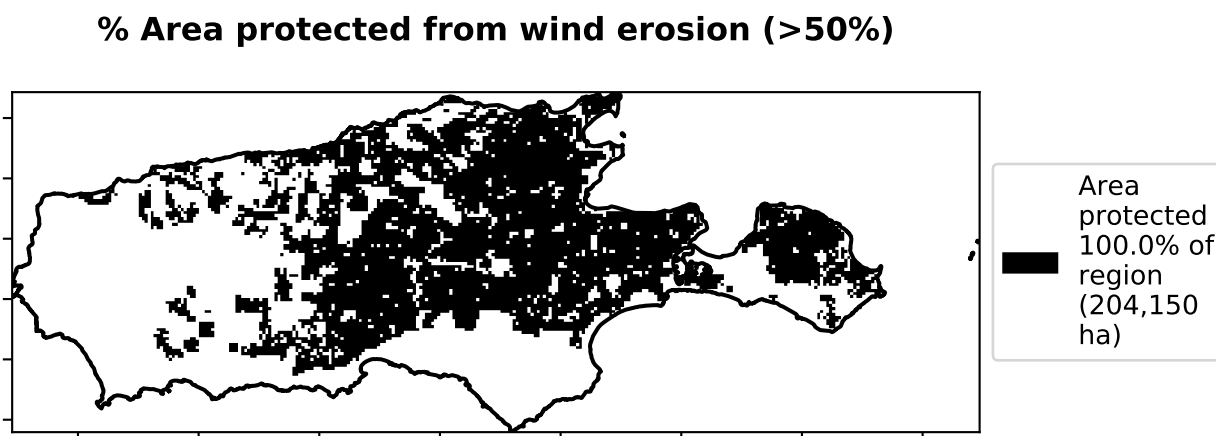 % Area protected from wind erosion (>50%)
Area
protected
100.0% of
region
(204,150
ha)